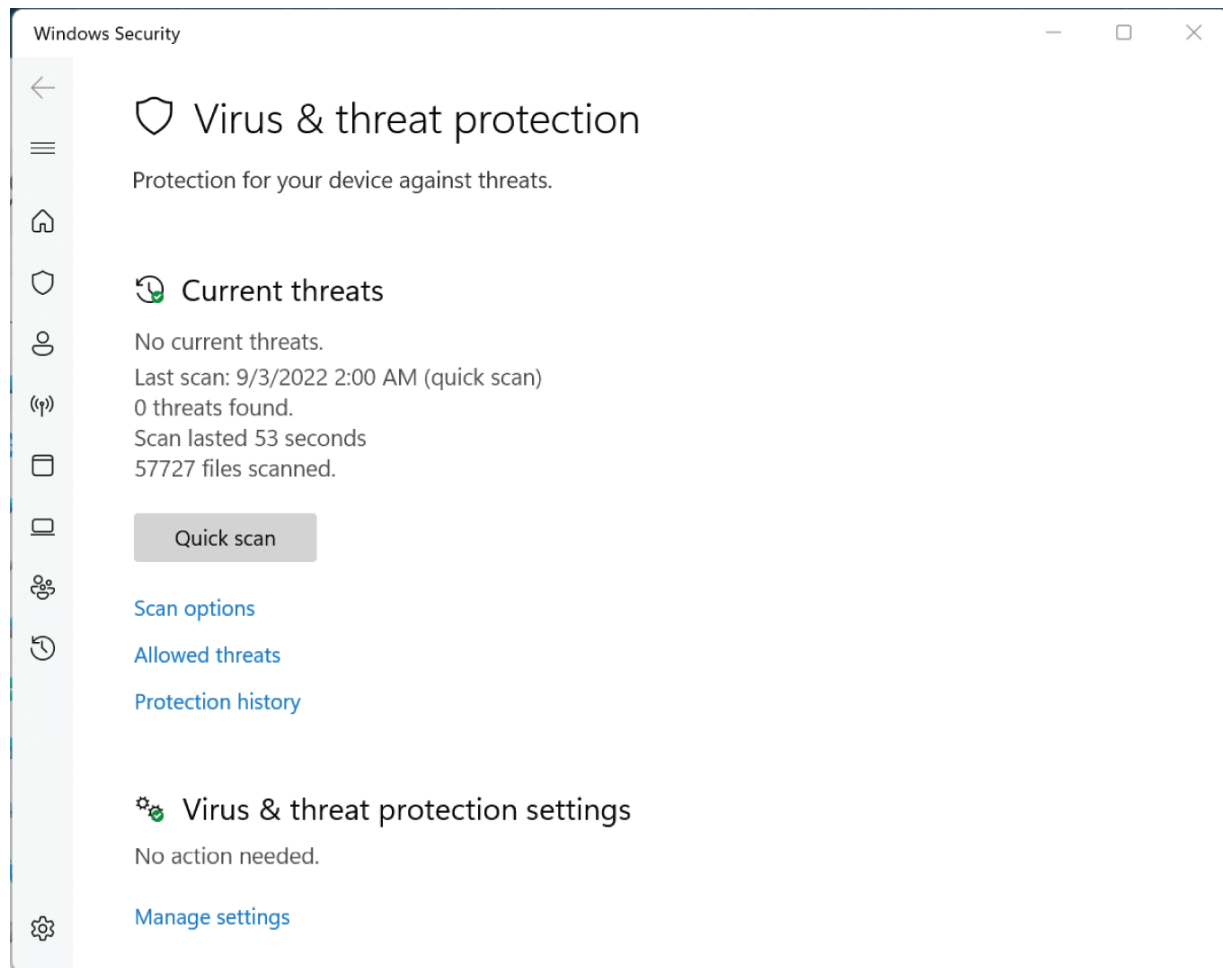 Windows Security
Virus & threat protection
Protection for your device against threats.
Current threats
No current threats.
Last scan: 9/3/2022 2:00 AM (quick scan)
0 threats found.
Scan lasted 53 seconds
57727 files scanned.
Quick scan
Scan options
Allowed threats
Protection history
Virus & threat protection settings
No action needed.
Manage settings